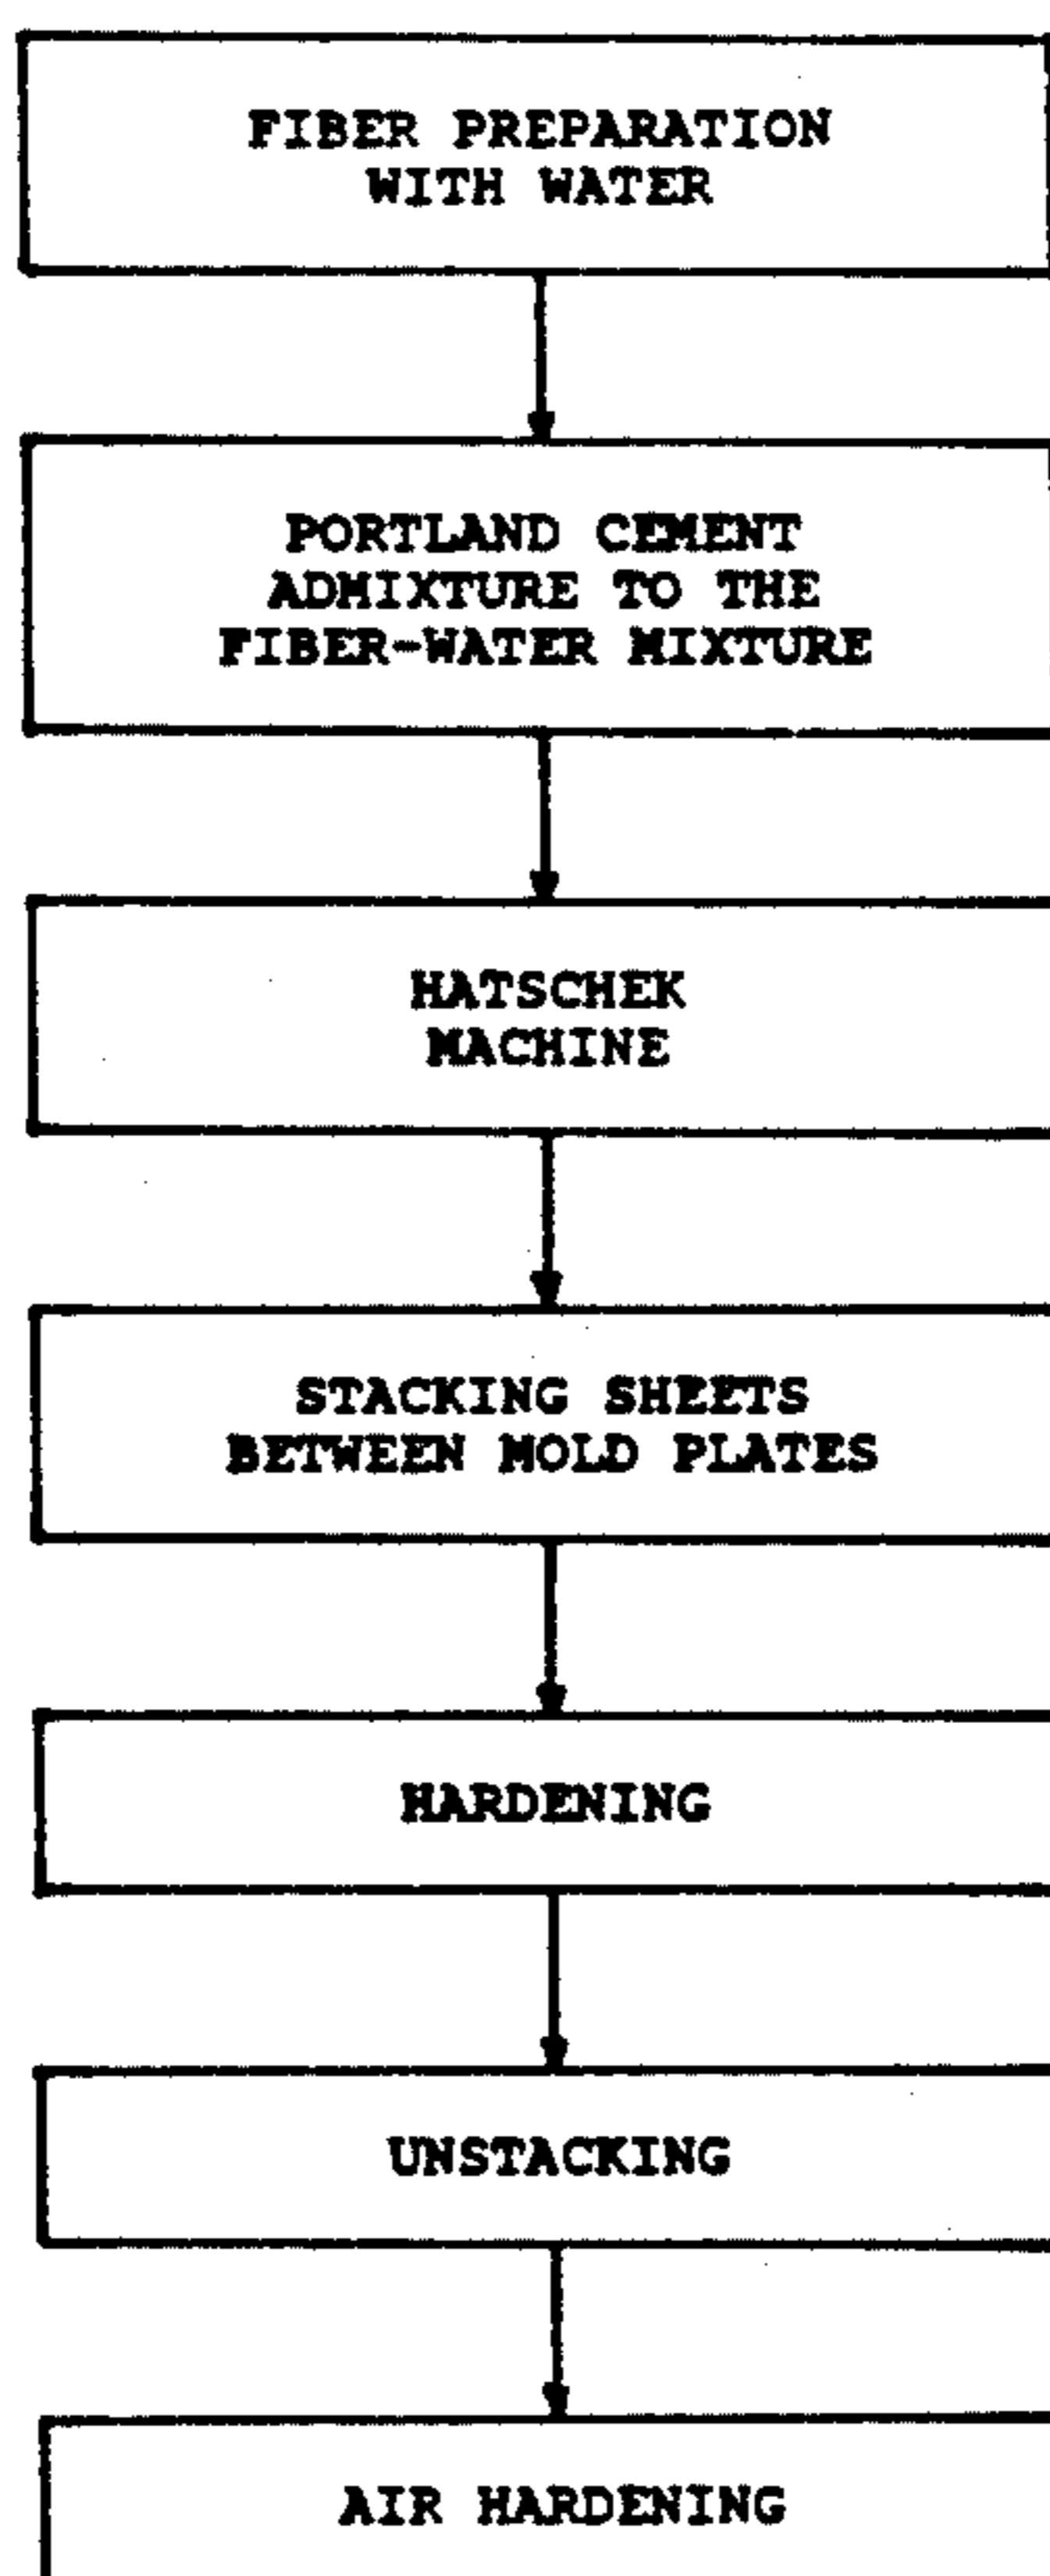 FIBER PREPARATION
WITH WATER
PORTLAND CEMENT
ADMIXTURE TO THE
FIBER-WATER MIXTURE
HATSCHEK
MACHINE
STACKING SHEETS
BETWEEN MOLD PLATES
HARDENING
UNSTACKING
AIR HARDENING